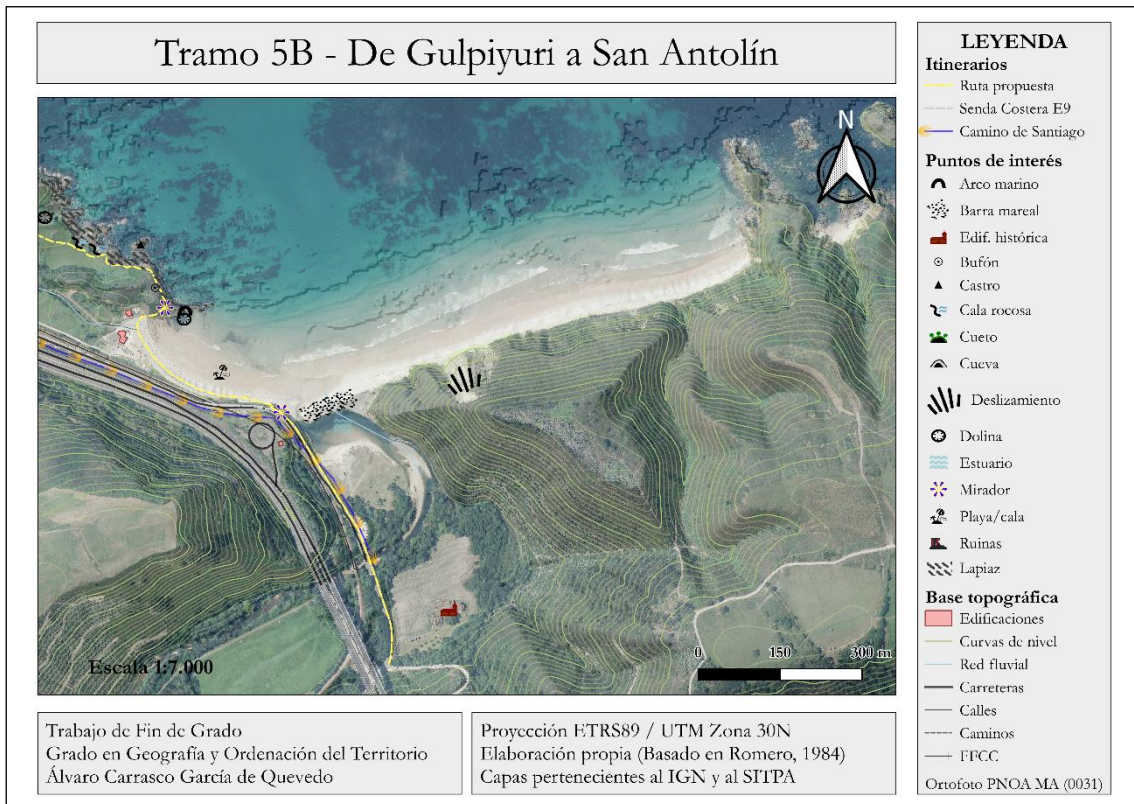 Tramo 5B - De Gulpiyuri a San Antolín
N
Escala 1:7.000
0 150 300 m
Trabajo de Fin de Grado
Grado en Geografía y Ordenación del Territorio
Álvaro Carrasco García de Quevedo
Proyección ETRS89 / UTM Zona 30N
Elaboración propia (Basado en Romero, 1984)
Capas pertenecientes al IGN y al SITPA
LEYENDA
Itinerarios
Ruta propuesta
Senda Costera E9
Camino de Santiago
Puntos de interés
Arco marino
Barra mareal
Edif. histórica
Bufón
Castro
Cala rocosa
Cueto
Cueva
Deslizamiento
Dolina
Estuario
Mirador
Playa/cala
Ruinas
Lapiaz
Base topográfica
Edificaciones
Curvas de nivel
Red fluvial
Carreteras
Calles
Caminos
FFCC
Ortofoto PNOA MA (0031)